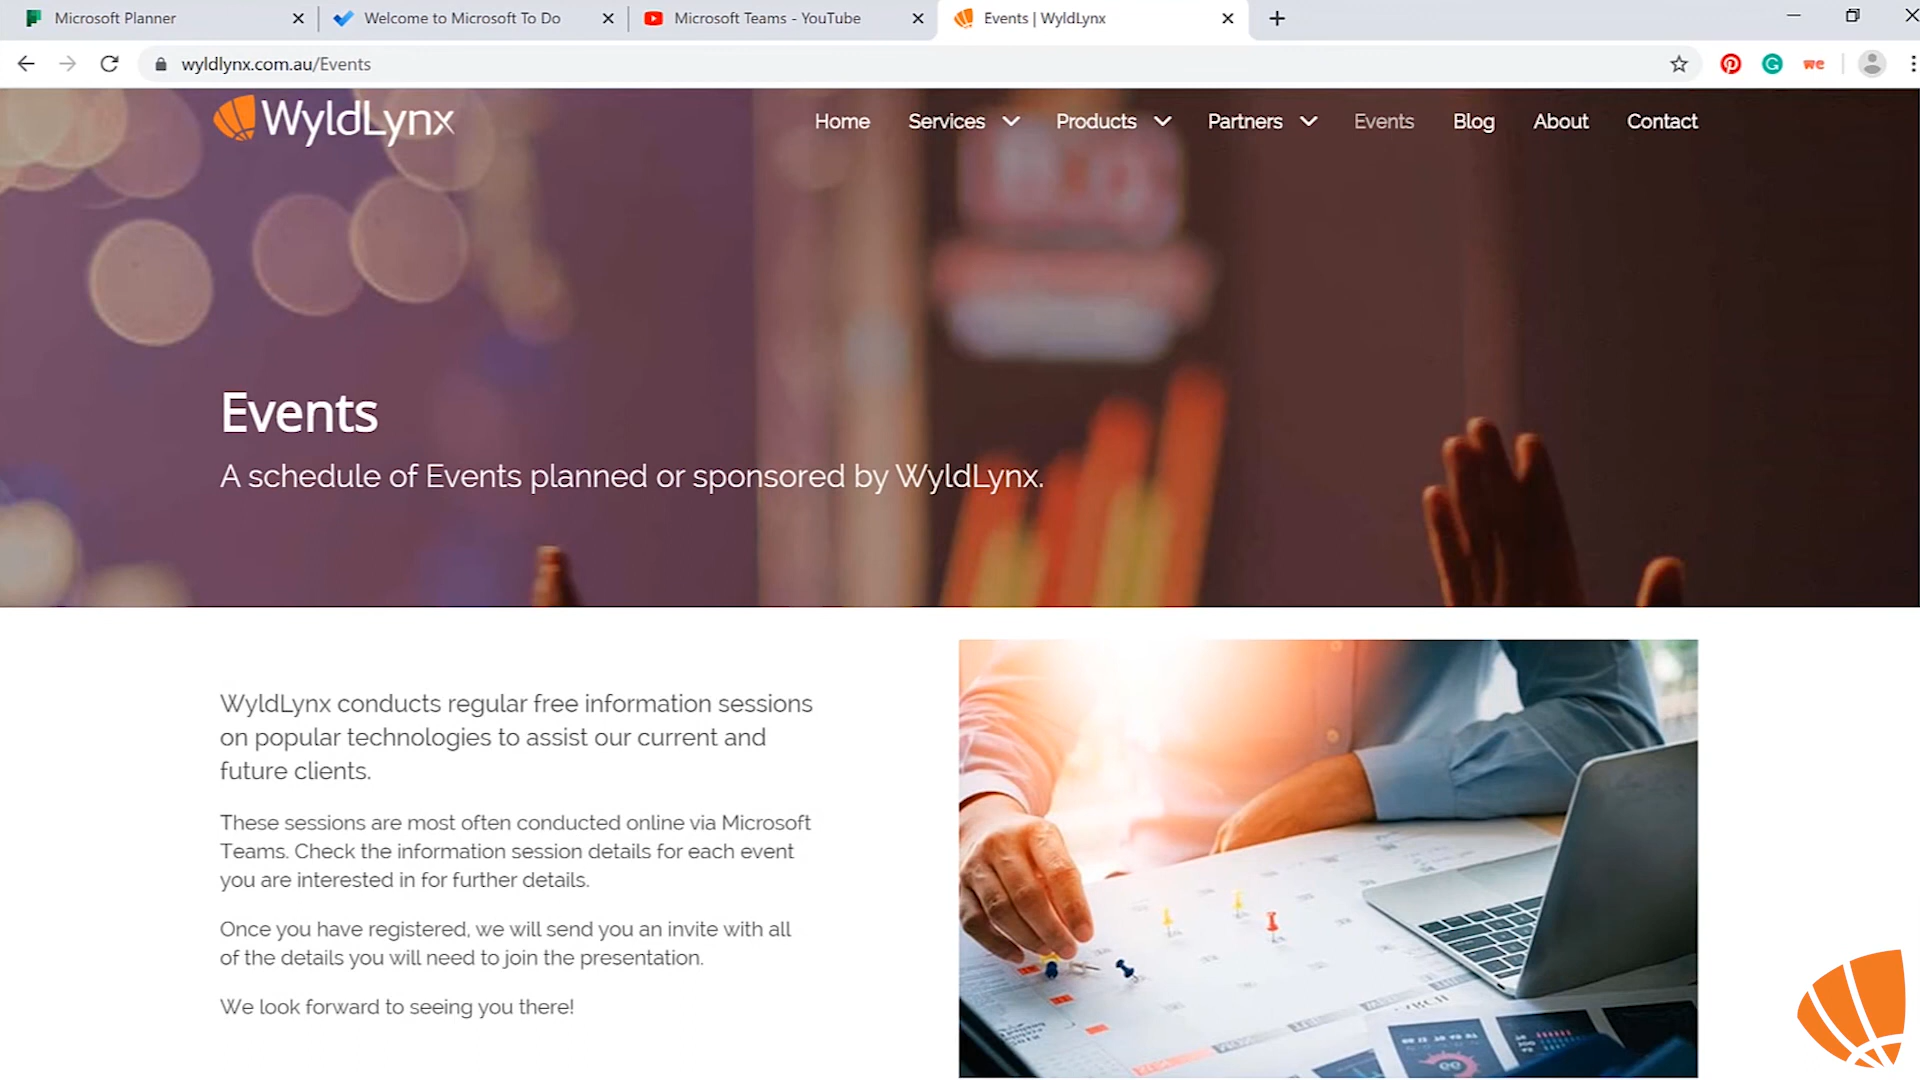 Microsoft Planner
Welcome to Microsoft To Do
Microsoft Teams - YouTube
Events | WyldLynx
wyldlynx.com.au/Events
we
WyldLynx
Home
Services
Products
Partners
Events
Blog
About
Contact
Events
A schedule of Events planned or sponsored by WyldLynx.
WyldLynx conducts regular free information sessions
on popular technologies to assist our current and
future clients.
These sessions are most often conducted online via Microsoft
Teams. Check the information session details for each event
you are interested in for further details.
Once you have registered, we will send you an invite with all
of the details you will need to join the presentation.
We look forward to seeing you there!